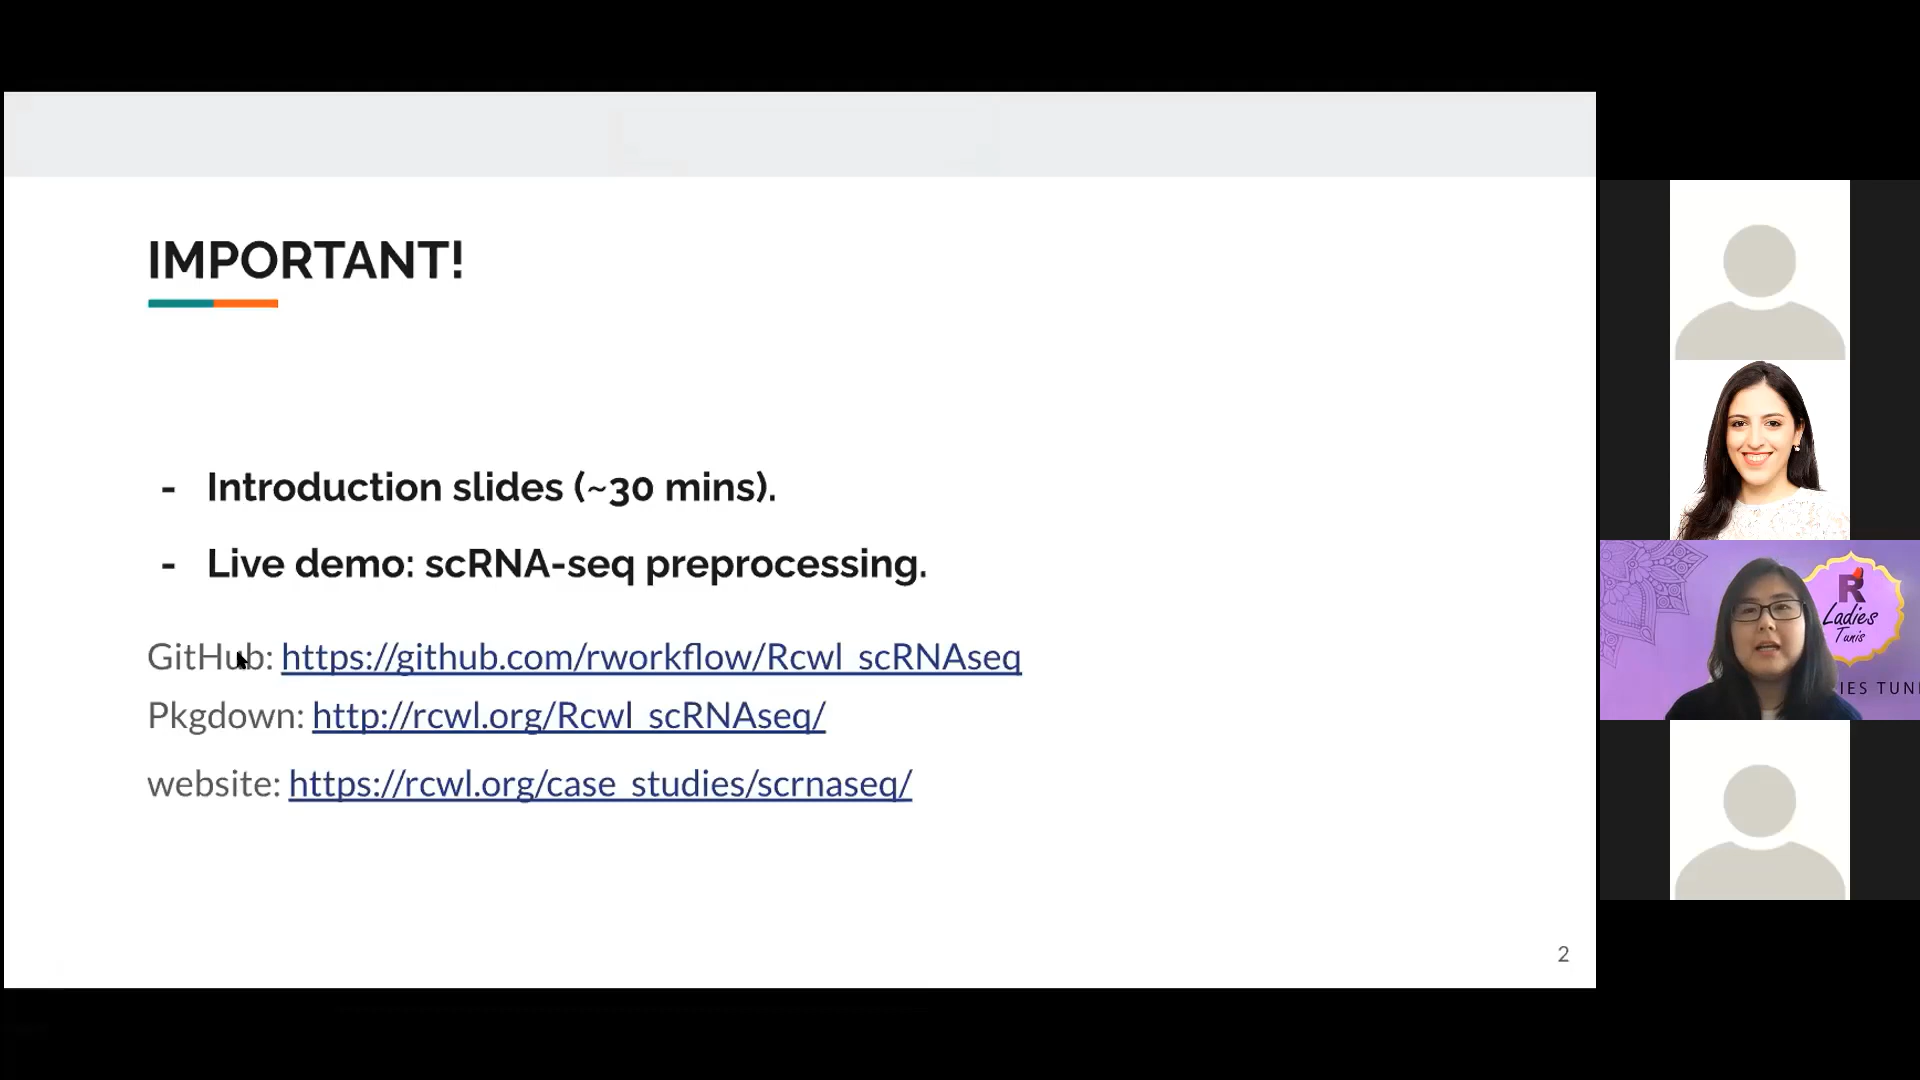 IMPORTANT!
- Introduction slides (~30 mins).
- Live demo: scRNA-seq preprocessing.
GitHub: https://github.com/rworkflow/Rcwl_scRNAseq
Pkgdown: http://rcwl.org/Rcwl_scRNAseq/
website: https://rcwl.org/case_studies/scrnaseq/
2
R
Ladies
Tunis
IES TUNI